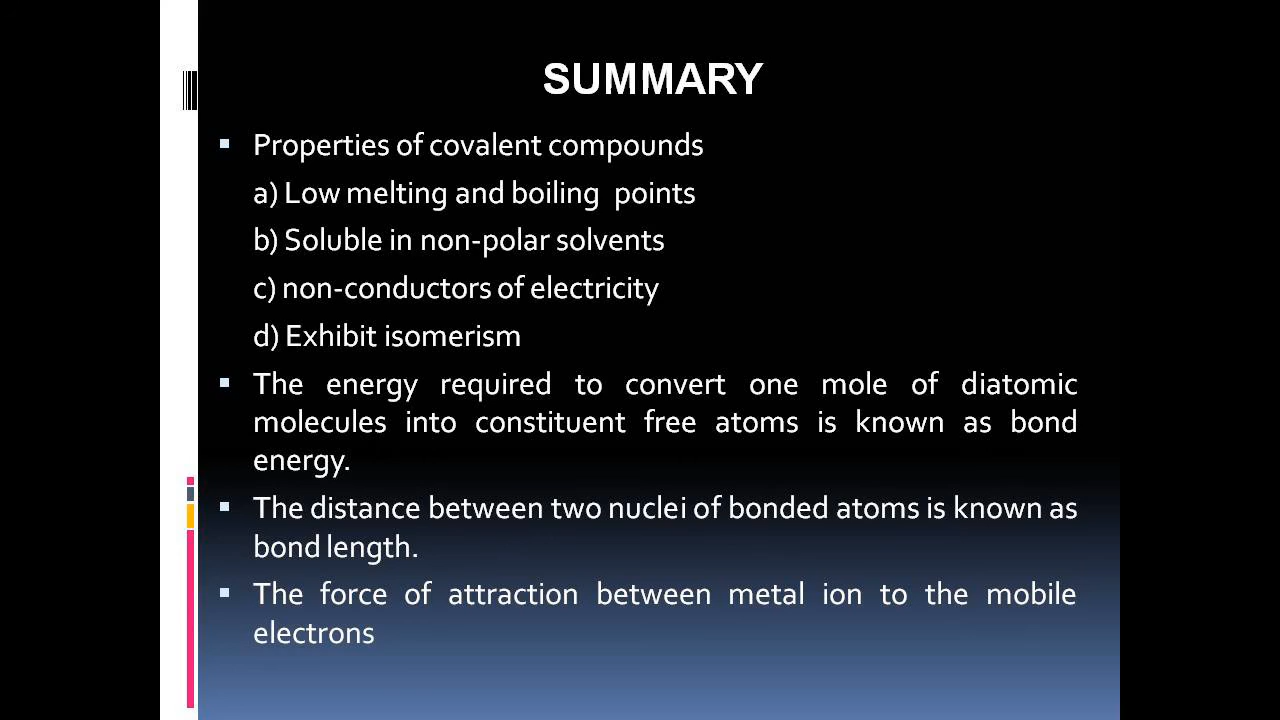 SUMMARY
▪ Properties of covalent compounds
a) Low melting and boiling  points
b) Soluble in non-polar solvents
c) non-conductors of electricity
d) Exhibit isomerism
▪ The energy required to convert one mole of diatomic
molecules into constituent free atoms is known as bond
energy.
▪ The distance between two nuclei of bonded atoms is known as
bond length.
▪ The force of attraction between metal ion to the mobile
electrons